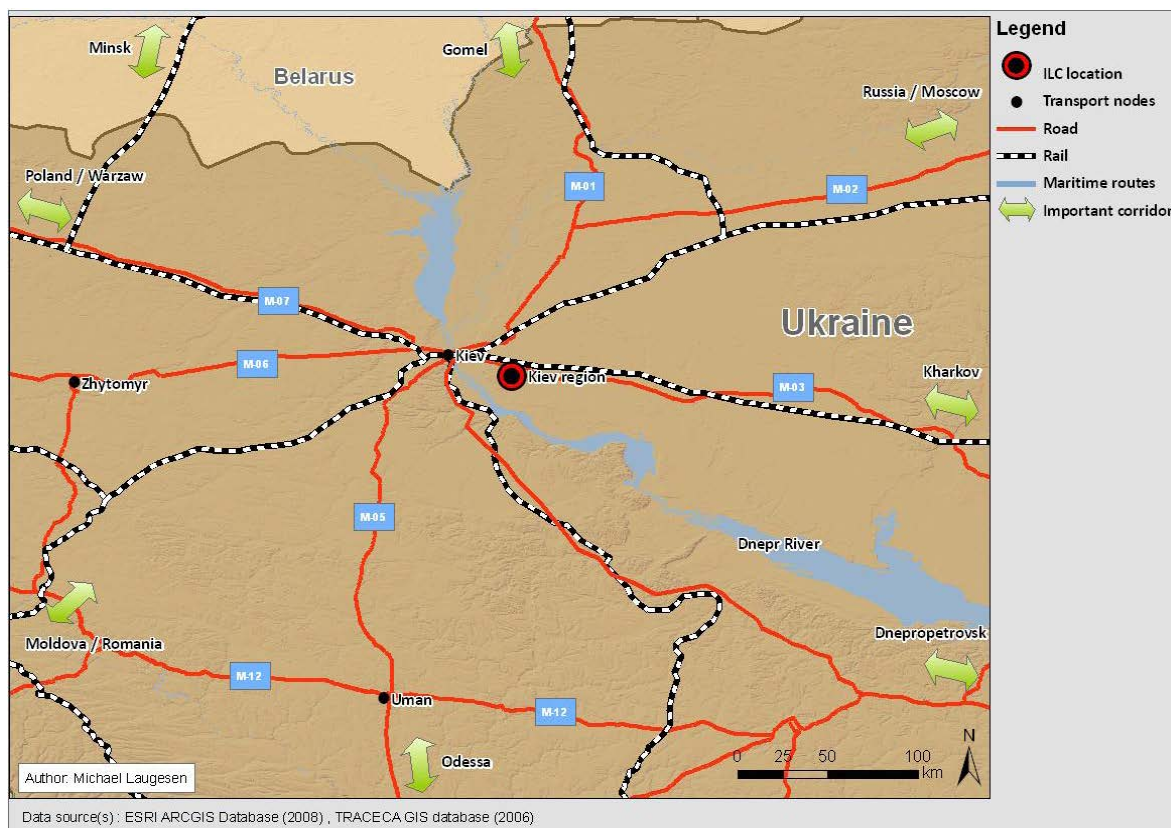 Minsk
Gomel
Belarus
Russia / Moscow
Poland / Warzaw
M-01
M-02
M-07
Ukraine
M-06
Kiev
Zhytomyr
Kiev region
M-03
Kharkov
M-05
Dnepr River
Moldova / Romania
Dnepropetrovsk
M-12
Uman
M-12
Odessa
0 25 50 100
km
N
Author: Michael Laugesen
Legend
ILC location
Transport nodes
Road
Rail
Maritime routes
Important corridor
Data source(s) : ESRI ARCGIS Database (2008) , TRACECA GIS database (2006)